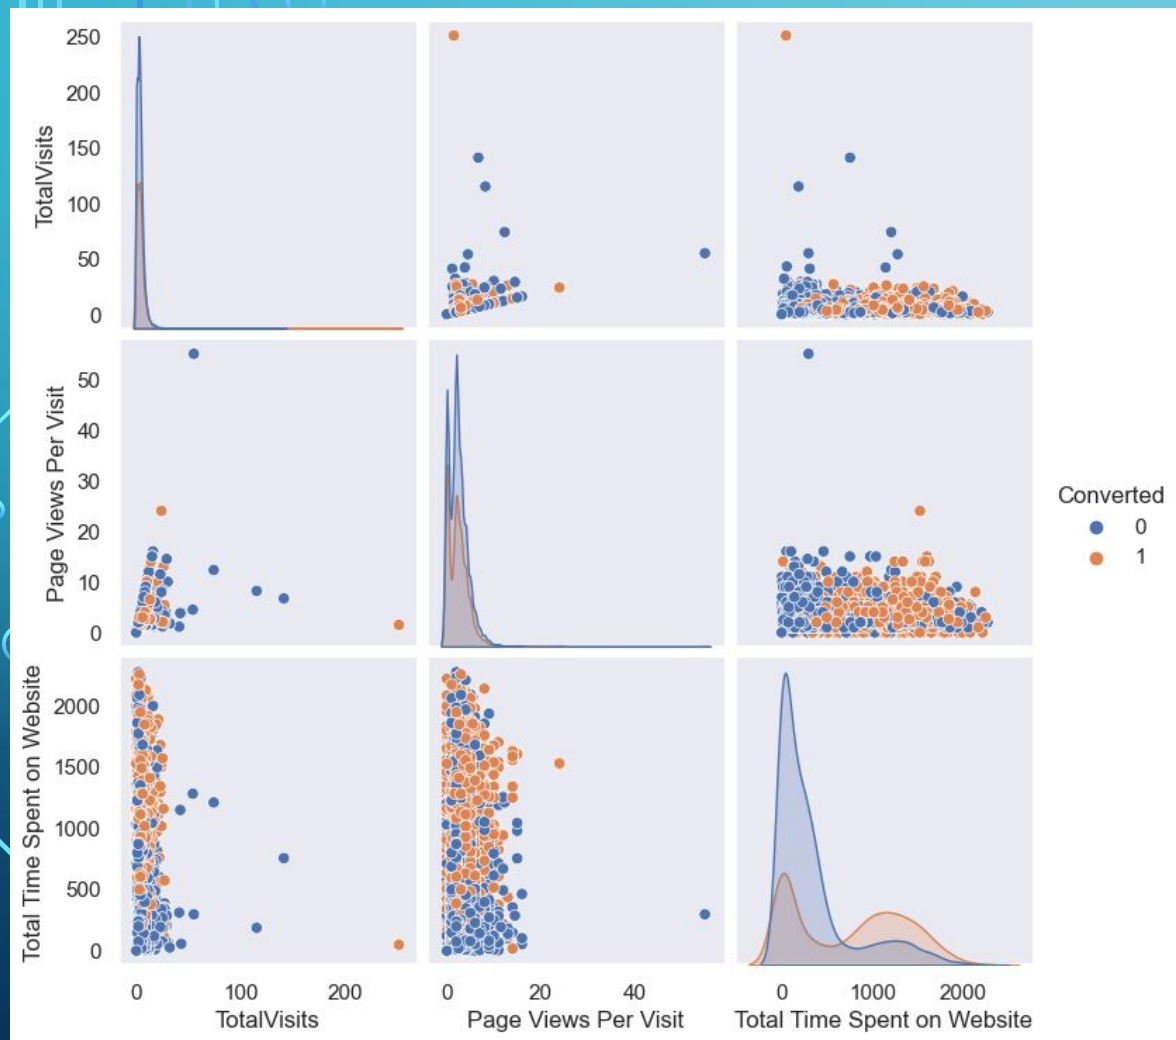 250
200
150
100
50
0
TotalVisits
50
40
30
20
10
0
Page Views Per Visit
2000
1500
1000
500
0
Total Time Spent on Website
0 100 200
TotalVisits
0 20 40
Page Views Per Visit
0 1000 2000
Total Time Spent on Website
Converted
0
1